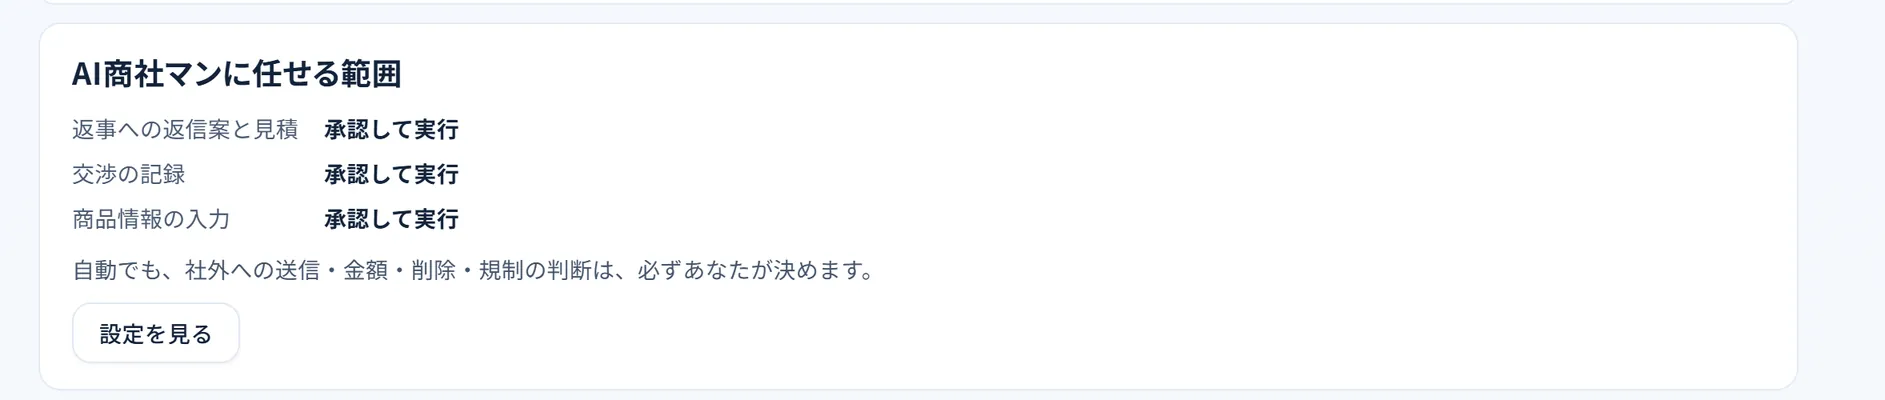 AI商社マンに任せる範囲
返事への返信案と見積 承認して実行
交渉の記録 承認して実行
商品情報の入力 承認して実行
自動でも、社外への送信・金額・削除・規制の判断は、必ずあなたが決めます。
設定を見る